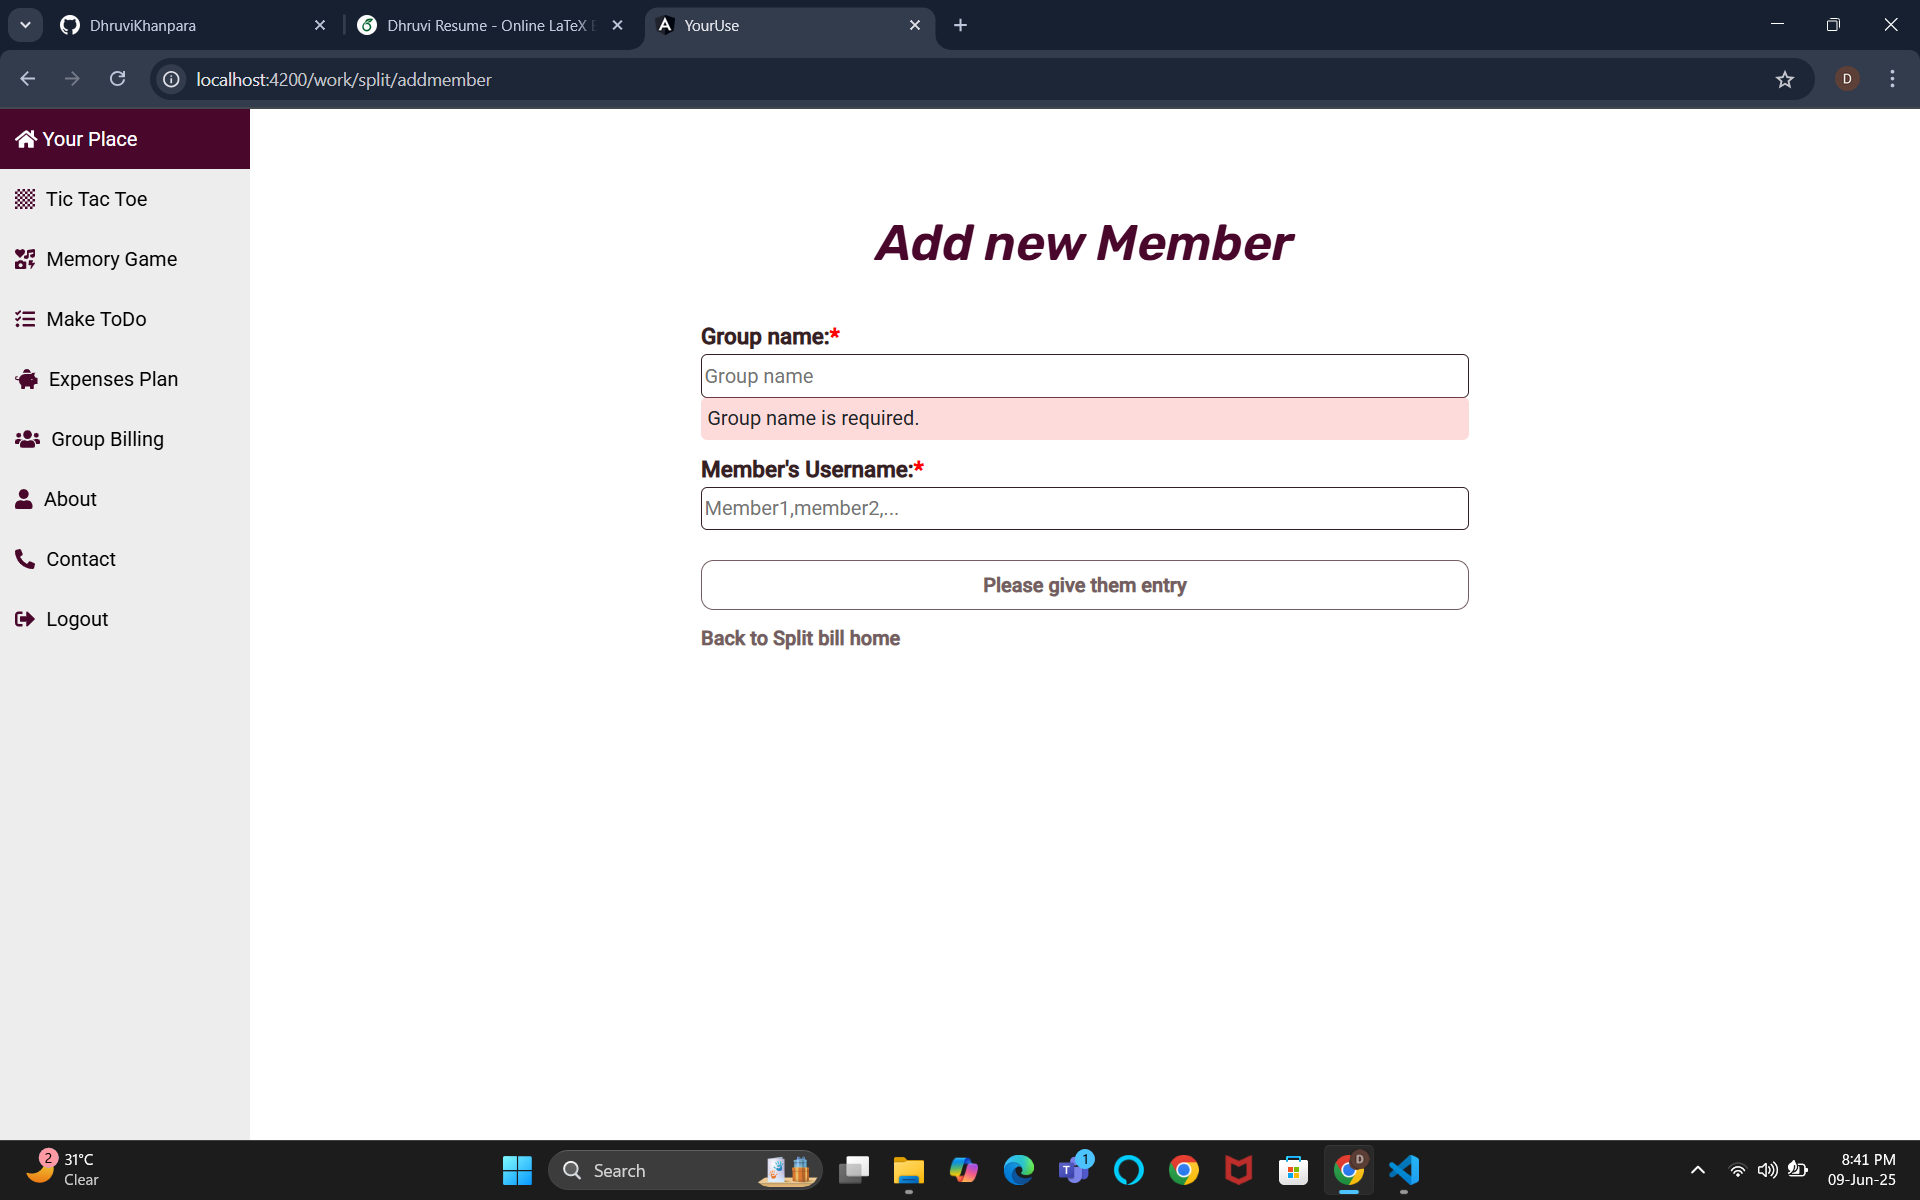 DhruviKhanpara
Dhruvi Resume - Online LaTeX E
YourUse
localhost:4200/work/split/addmember
D
Your Place
Tic Tac Toe
Memory Game
Make ToDo
Expenses Plan
Group Billing
About
Contact
Logout
Add new Member
Group name:*
Group name
Group name is required.
Member's Username:*
Member1,member2,...
Please give them entry
Back to Split bill home
2
31°C
Clear
Search
T
1
D
8:41 PM
09-Jun-25